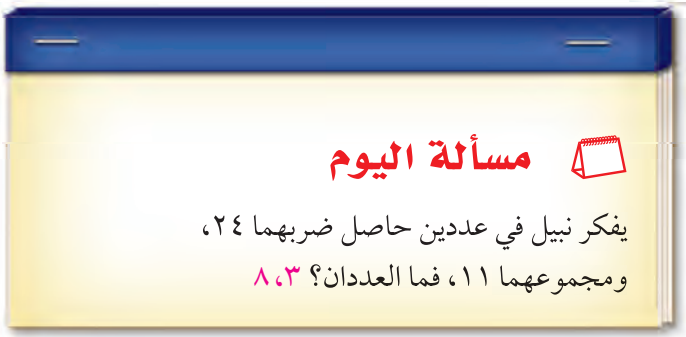 مسألة اليوم
يفكر نبيل في عددين حاصل ضربهما ٢٤،
ومجموعهما ١١، فما العددان؟ ٣، ٨